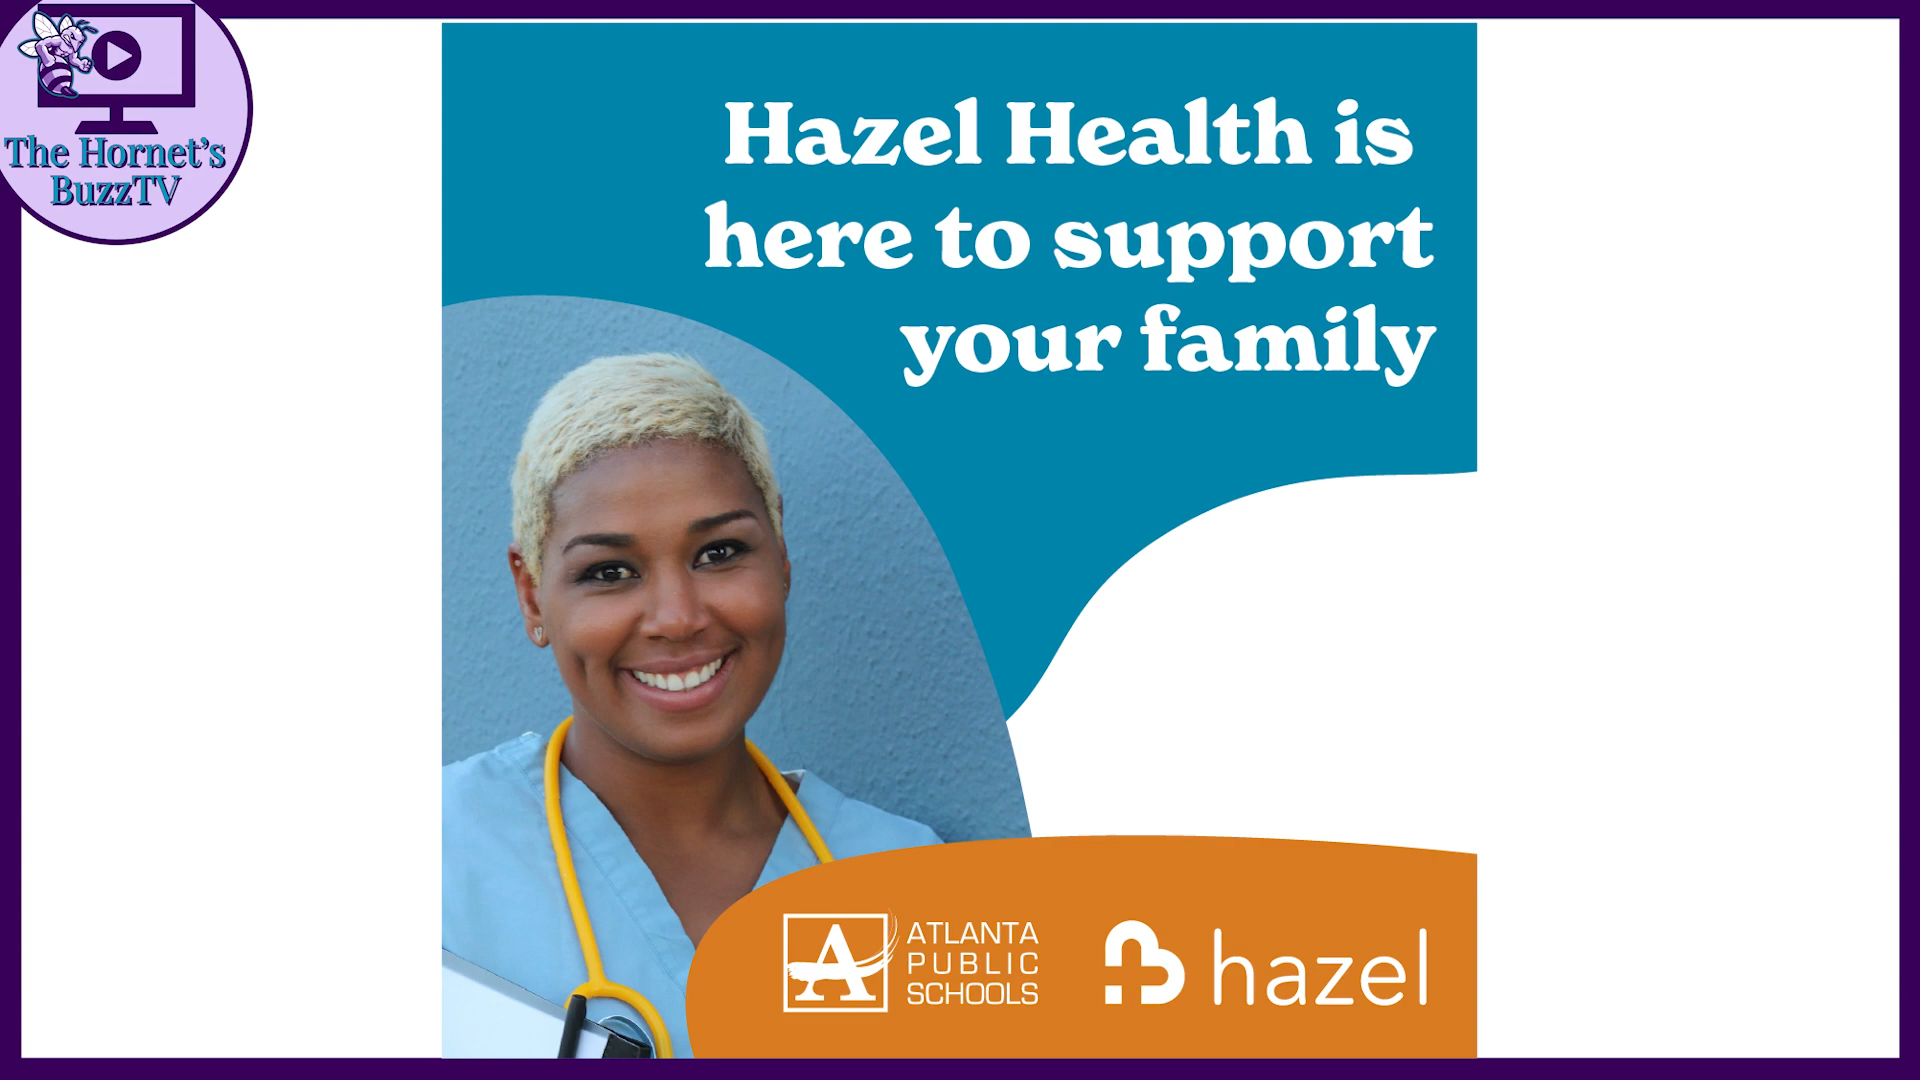 The Hornet's
BuzzTV
Hazel Health is
here to support
your family
ATLANTA
PUBLIC
SCHOOLS
hazel